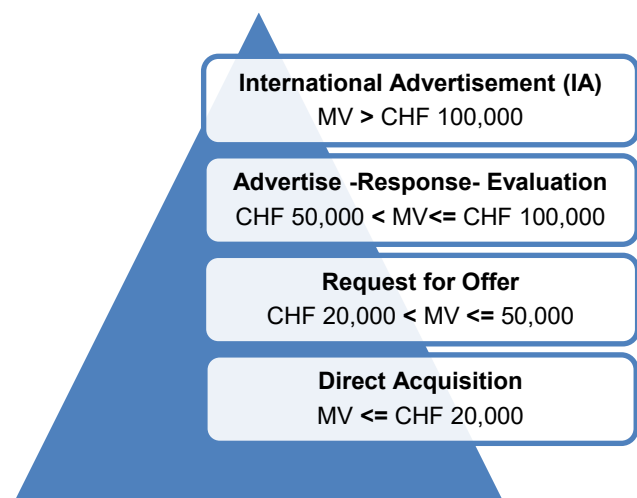 International Advertisement (IA)
MV > CHF 100,000
Advertise -Response- Evaluation
CHF 50,000 < MV<= CHF 100,000
Request for Offer
CHF 20,000 < MV <= 50,000
Direct Acquisition
MV <= CHF 20,000